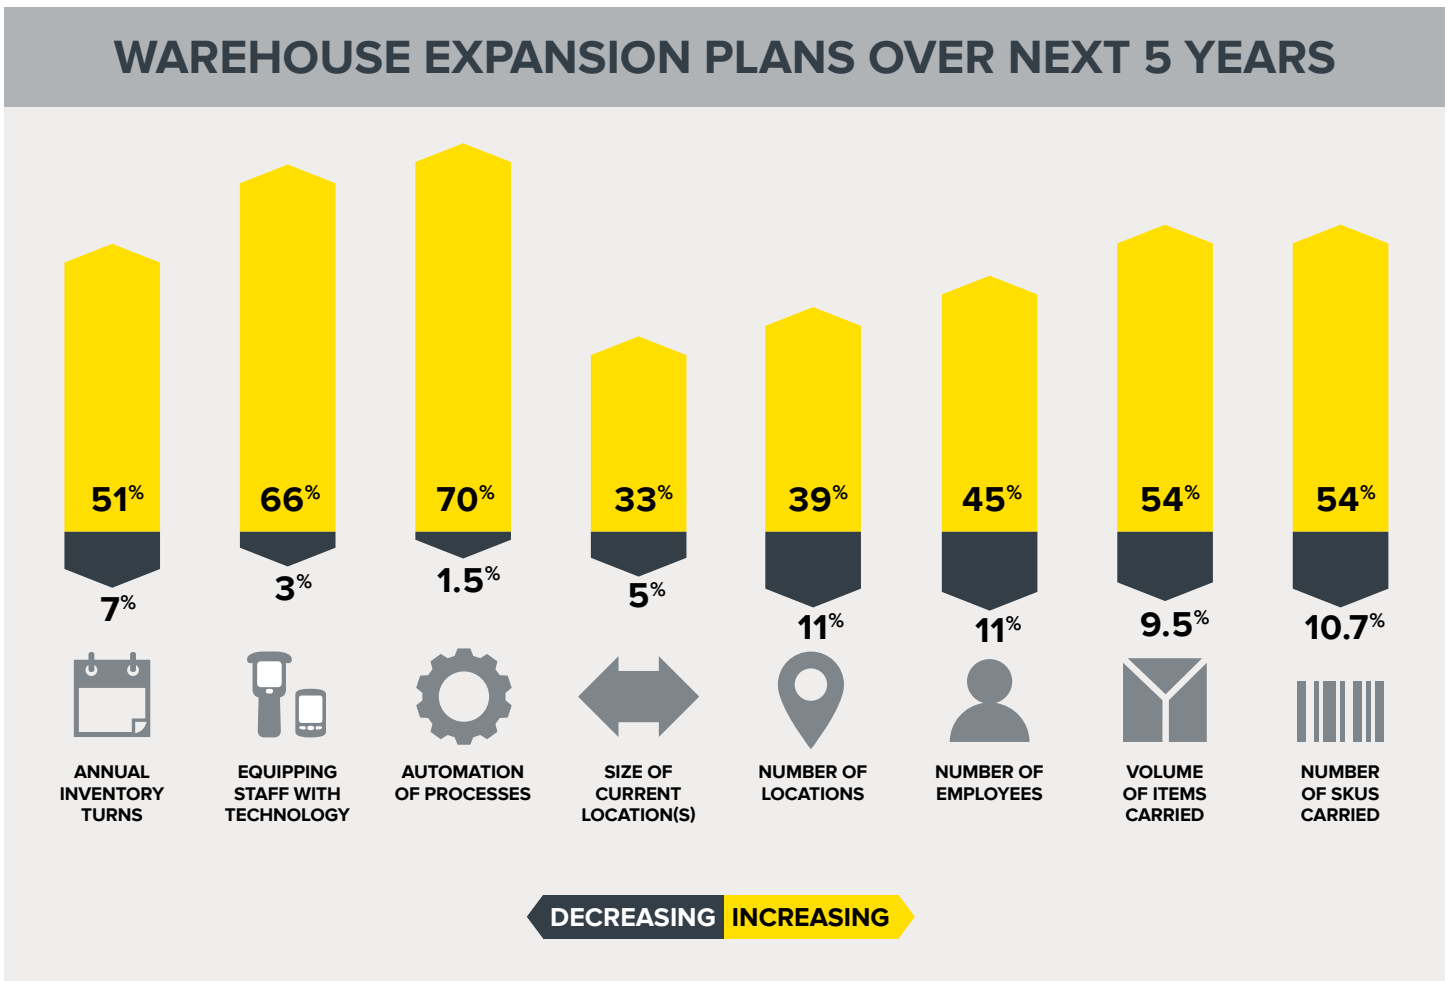 WAREHOUSE EXPANSION PLANS OVER NEXT 5 YEARS
51%
66%
70%
33%
39%
45%
54%
54%
7%
3%
1.5%
5%
11%
11%
9.5%
10.7%
ANNUAL
INVENTORY
TURNS
EQUIPPING
STAFF WITH
TECHNOLOGY
AUTOMATION
OF PROCESSES
SIZE OF
CURRENT
LOCATION(S)
NUMBER OF
LOCATIONS
NUMBER OF
EMPLOYEES
VOLUME
OF ITEMS
CARRIED
NUMBER
OF SKUS
CARRIED
DECREASING INCREASING